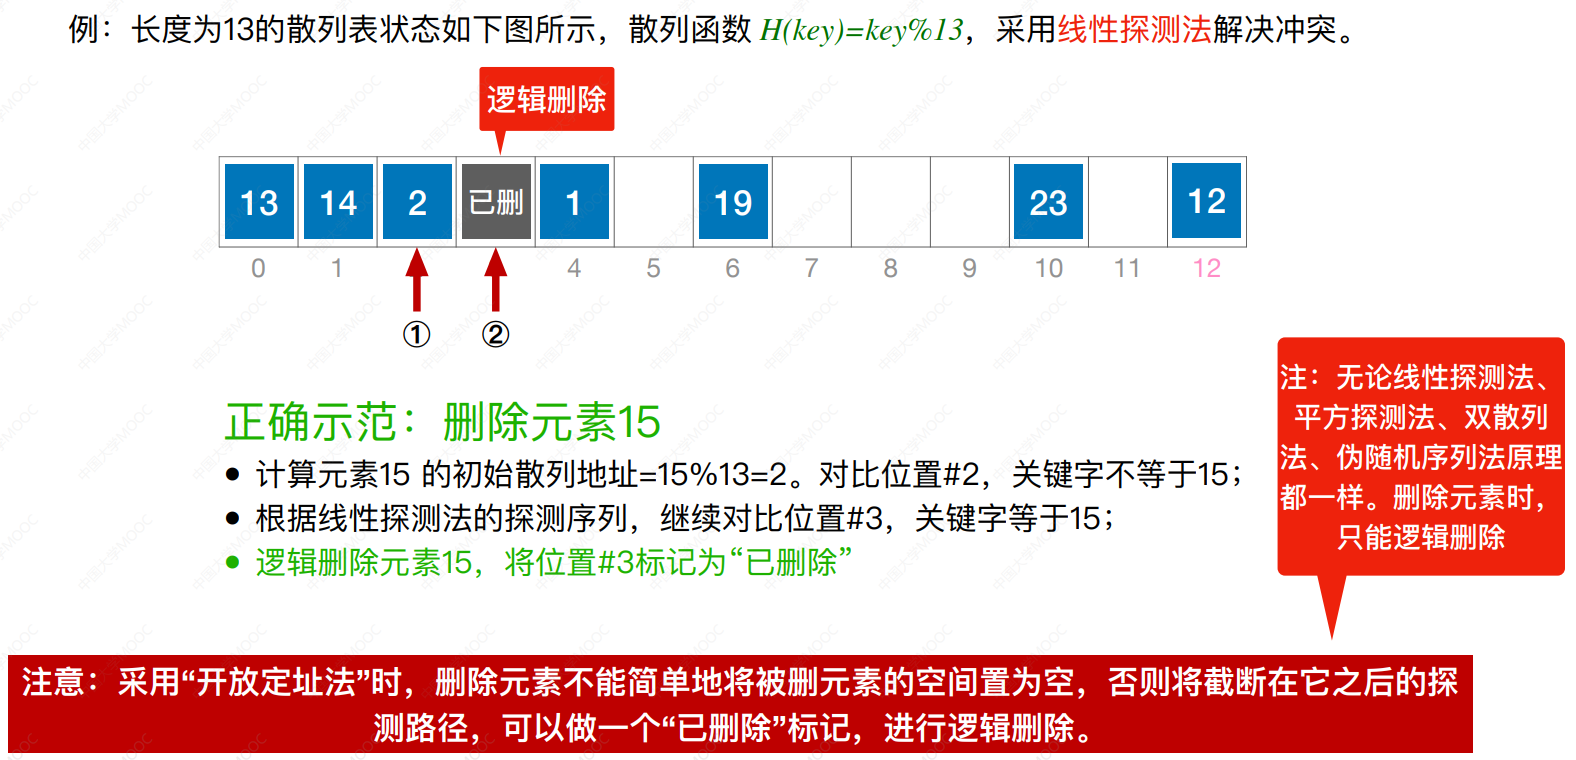 例：长度为13的散列表状态如下图所示，散列函数 H(key)=key%13，采用线性探测法解决冲突。
逻辑删除
13 14 2 已删 1 19 23 12
0 1 4 5 6 7 8 9 10 11 12
① ②
正确示范：删除元素15
• 计算元素15 的初始散列地址=15%13=2。对比位置#2，关键字不等于15；
• 根据线性探测法的探测序列，继续对比位置#3，关键字等于15；
• 逻辑删除元素15，将位置#3标记为“已删除”
注：无论线性探测法、
平方探测法、双散列
法、伪随机序列法原理
都一样。删除元素时，
只能逻辑删除
注意：采用“开放定址法”时，删除元素不能简单地将被删元素的空间置为空，否则将截断在它之后的探
测路径，可以做一个“已删除”标记，进行逻辑删除。
中国大学MOOC